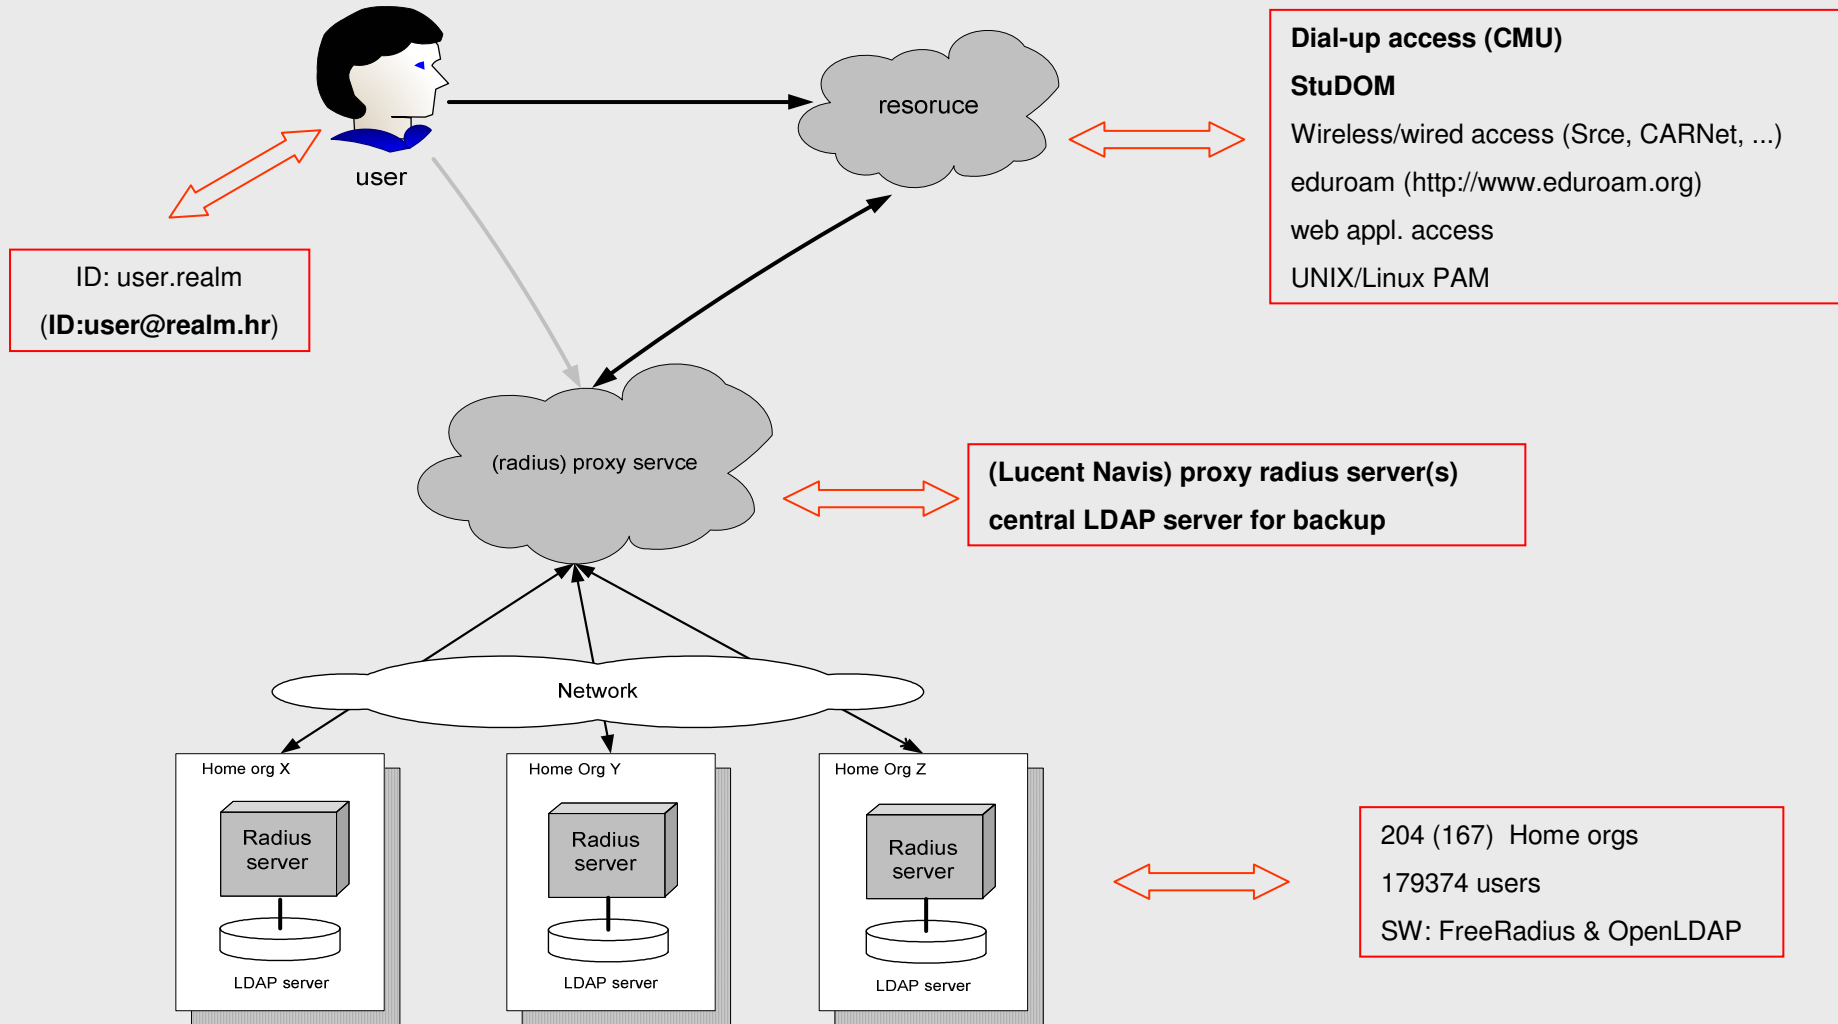 Dial-up access (CMU)
StuDOM
Wireless/wired access (Srce, CARNet, ...)
eduroam (http://www.eduroam.org)
web appl. access
UNIX/Linux PAM
resoruce
user
ID: user.realm
(ID:user@realm.hr)
(radius) proxy servce
(Lucent Navis) proxy radius server(s)
central LDAP server for backup
Network
Home org X
Radius
server
LDAP server
Home Org Y
Radius
server
LDAP server
Home Org Z
Radius
server
LDAP server
204 (167)  Home orgs
179374 users
SW: FreeRadius & OpenLDAP